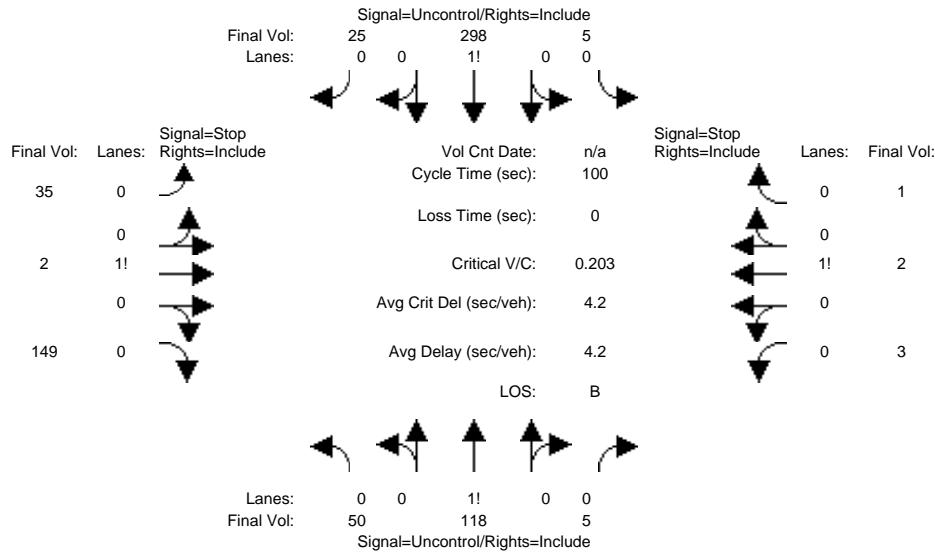 Signal=Uncontrol/Rights=Include
Final Vol: 25 298 5
Lanes: 0 0 1! 0 0
Signal=Stop
Final Vol: Lanes: Rights=Include
Vol Cnt Date: n/a
Signal=Stop
Rights=Include Lanes: Final Vol:
Cycle Time (sec): 100
35 0
0 1
Loss Time (sec): 0
0
0
2 1!
Critical V/C: 0.203
1! 2
0
Avg Crit Del (sec/veh): 4.2
0
149 0
Avg Delay (sec/veh): 4.2
0 3
LOS: B
Lanes: 0 0 1! 0 0
Final Vol: 50 118 5
Signal=Uncontrol/Rights=Include